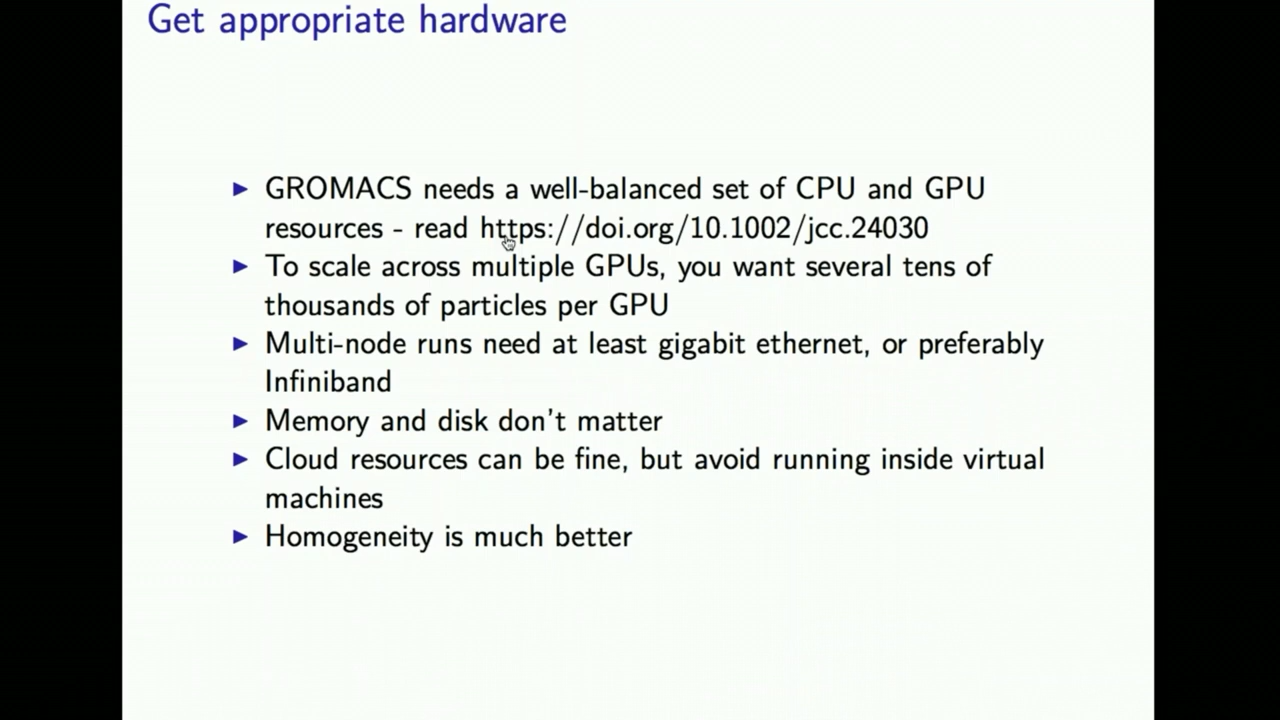 Get appropriate hardware
► GROMACS needs a well-balanced set of CPU and GPU
resources - read https://doi.org/10.1002/jcc.24030
► To scale across multiple GPUs, you want several tens of
thousands of particles per GPU
► Multi-node runs need at least gigabit ethernet, or preferably
Infiniband
► Memory and disk don't matter
► Cloud resources can be fine, but avoid running inside virtual
machines
► Homogeneity is much better